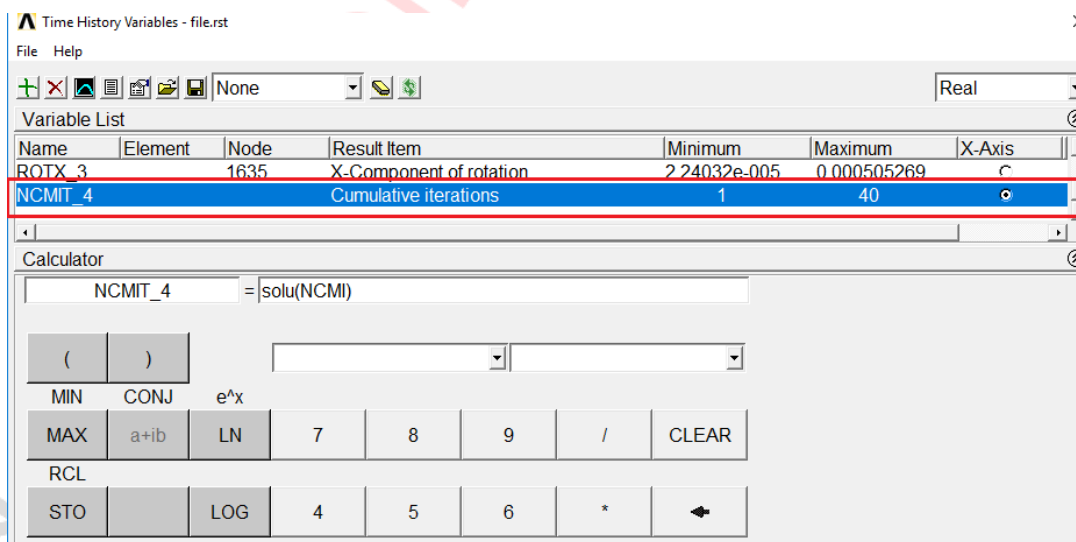 Time History Variables - file.rst
File Help
None Real
Variable List
Name Element Node Result Item Minimum Maximum X-Axis
ROTX_3 1635 X-Component of rotation 2.24032e-005 0.000505269
NCMIT_4 Cumulative iterations 1 40
Calculator
NCMIT_4 = solu(NCMI)
( )
MIN CONJ e^x
MAX a+ib LN 7 8 9 / CLEAR
RCL
STO LOG 4 5 6 *